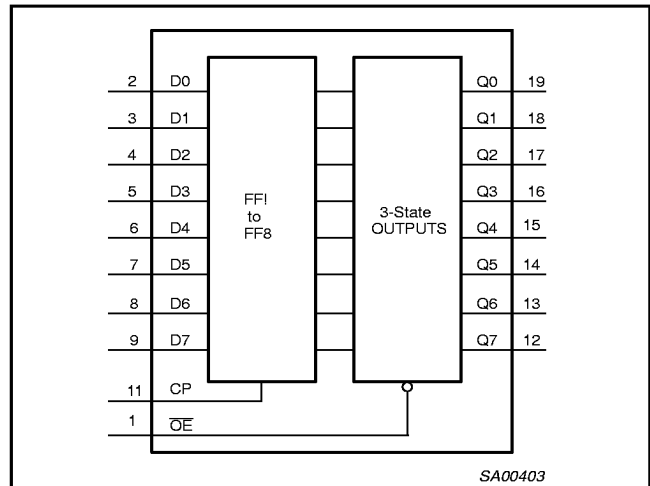 2 D0 Q0 19
3 D1 Q1 18
4 D2 Q2 17
5 D3 Q3 16
FF!
to
FF8
3-State
OUTPUTS
6 D4 Q4 15
7 D5 Q5 14
8 D6 Q6 13
9 D7 Q7 12
11 CP
1 O̅E̅
SA00403